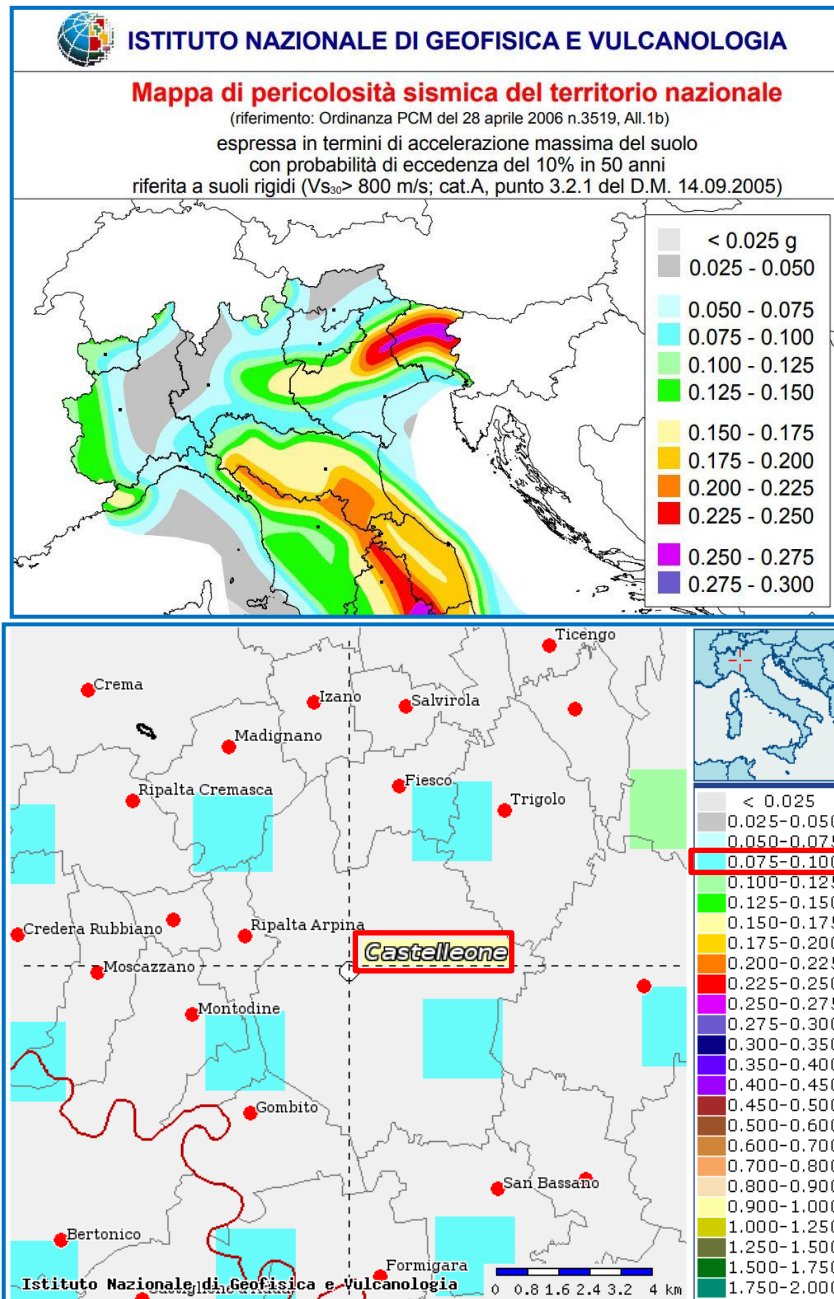 ISTITUTO NAZIONALE DI GEOFISICA E VULCANOLOGIA
Mappa di pericolosità sismica del territorio nazionale
(riferimento: Ordinanza PCM del 28 aprile 2006 n.3519, All.1b)
espressa in termini di accelerazione massima del suolo
con probabilità di eccedenza del 10% in 50 anni
riferita a suoli rigidi (Vs30> 800 m/s; cat.A, punto 3.2.1 del D.M. 14.09.2005)
< 0.025 g
0.025 - 0.050
0.050 - 0.075
0.075 - 0.100
0.100 - 0.125
0.125 - 0.150
0.150 - 0.175
0.175 - 0.200
0.200 - 0.225
0.225 - 0.250
0.250 - 0.275
0.275 - 0.300
Ticengo
Crema
Izano
Salvirola
Madignano
Fiesco
Ripalta Cremasca
Trigolo
Credera Rubbiano
Ripalta Arpina
Castelleone
Moscazzano
Montodine
Gombito
San Bassano
Bertonico
Formigara
Istituto Nazionale di Geofisica e Vulcanologia
0 0.8 1.6 2.4 3.2 4 km
< 0.025
0.025-0.050
0.050-0.075
0.075-0.100
0.100-0.125
0.125-0.150
0.150-0.175
0.175-0.200
0.200-0.225
0.225-0.250
0.250-0.275
0.275-0.300
0.300-0.350
0.350-0.400
0.400-0.450
0.450-0.500
0.500-0.600
0.600-0.700
0.700-0.800
0.800-0.900
0.900-1.000
1.000-1.250
1.250-1.500
1.500-1.750
1.750-2.000